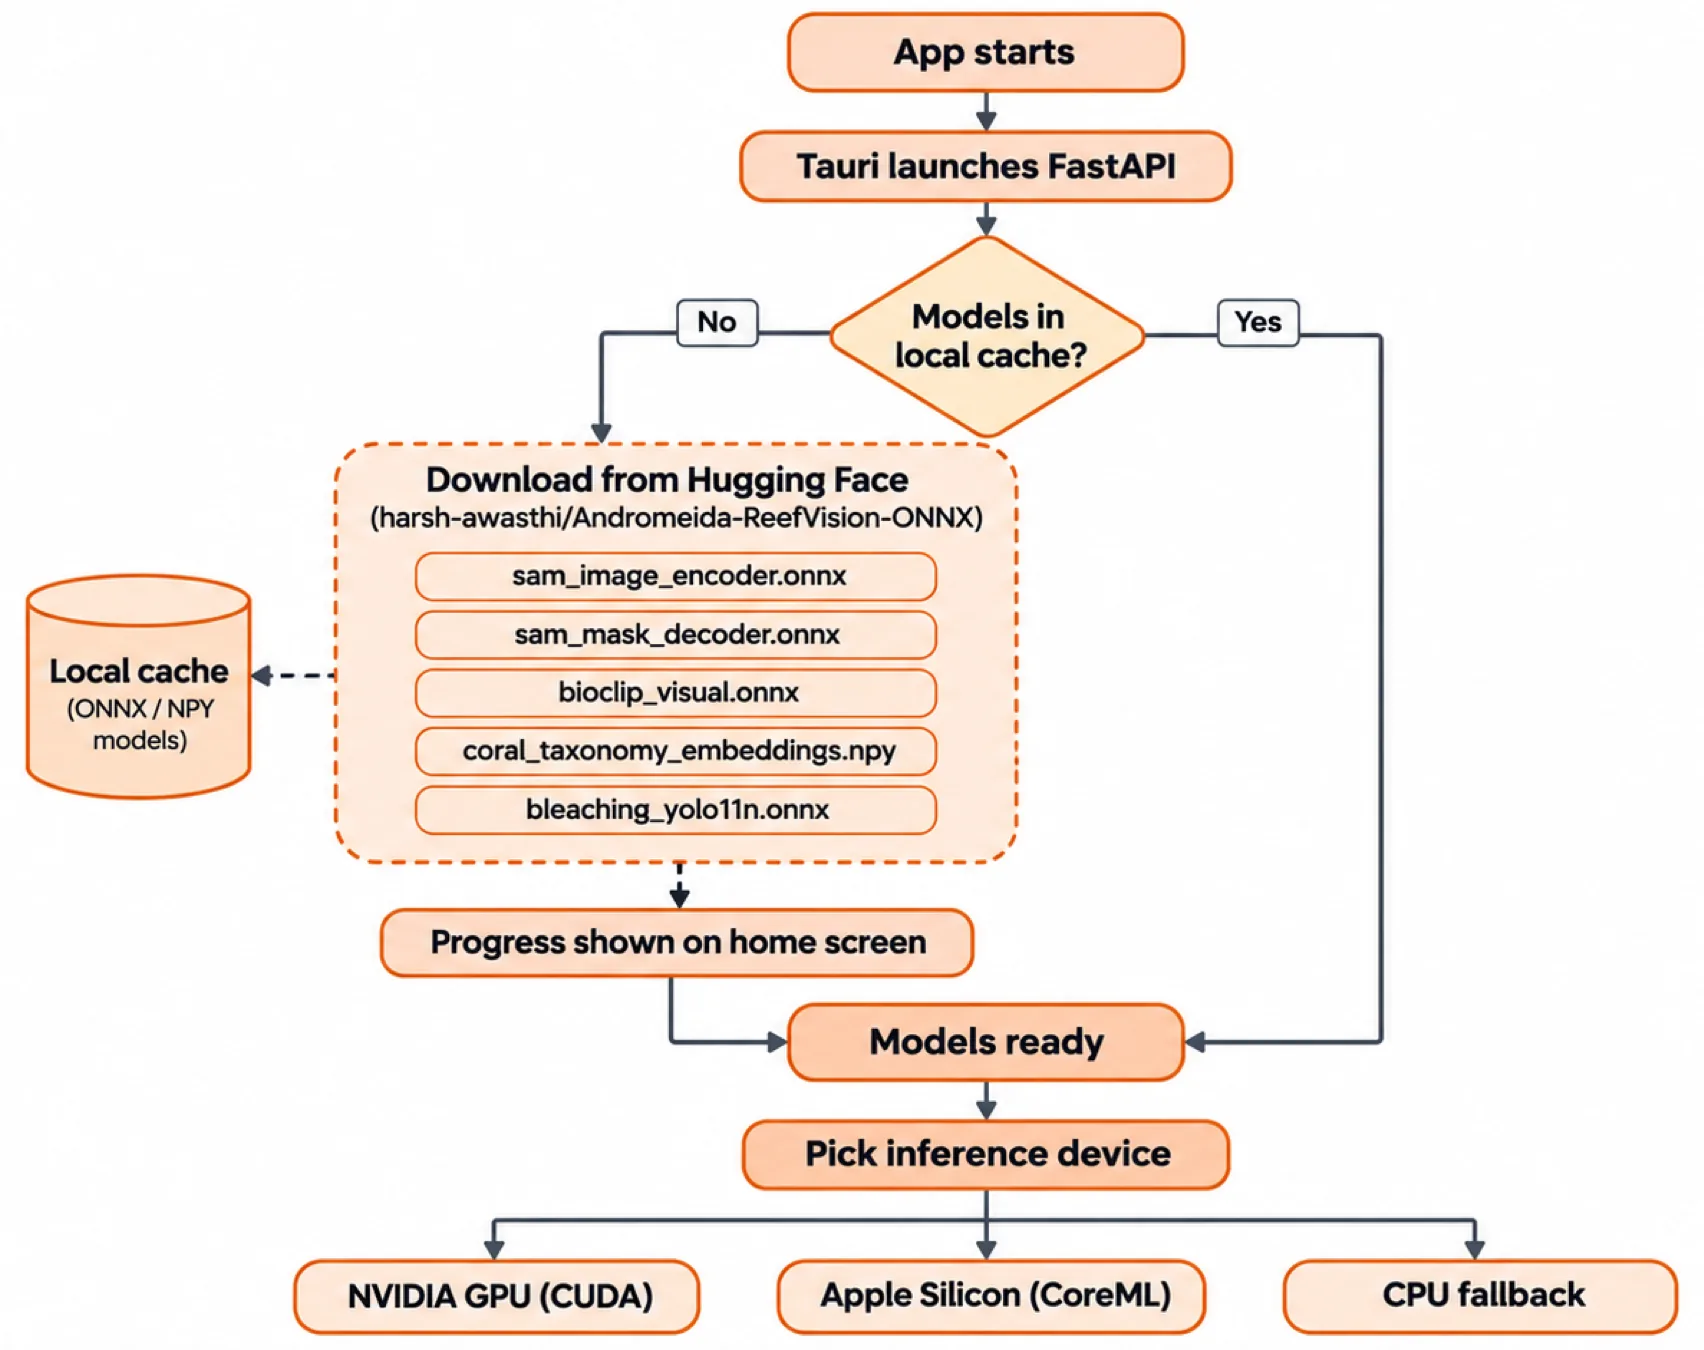 App starts
Tauri launches FastAPI
Models in
local cache?
No
Yes
Download from Hugging Face
(harsh-awasthi/Andromeida-ReefVision-ONNX)
sam_image_encoder.onnx
sam_mask_decoder.onnx
bioclip_visual.onnx
coral_taxonomy_embeddings.npy
bleaching_yolo11n.onnx
Local cache
(ONNX / NPY
models)
Progress shown on home screen
Models ready
Pick inference device
NVIDIA GPU (CUDA)
Apple Silicon (CoreML)
CPU fallback